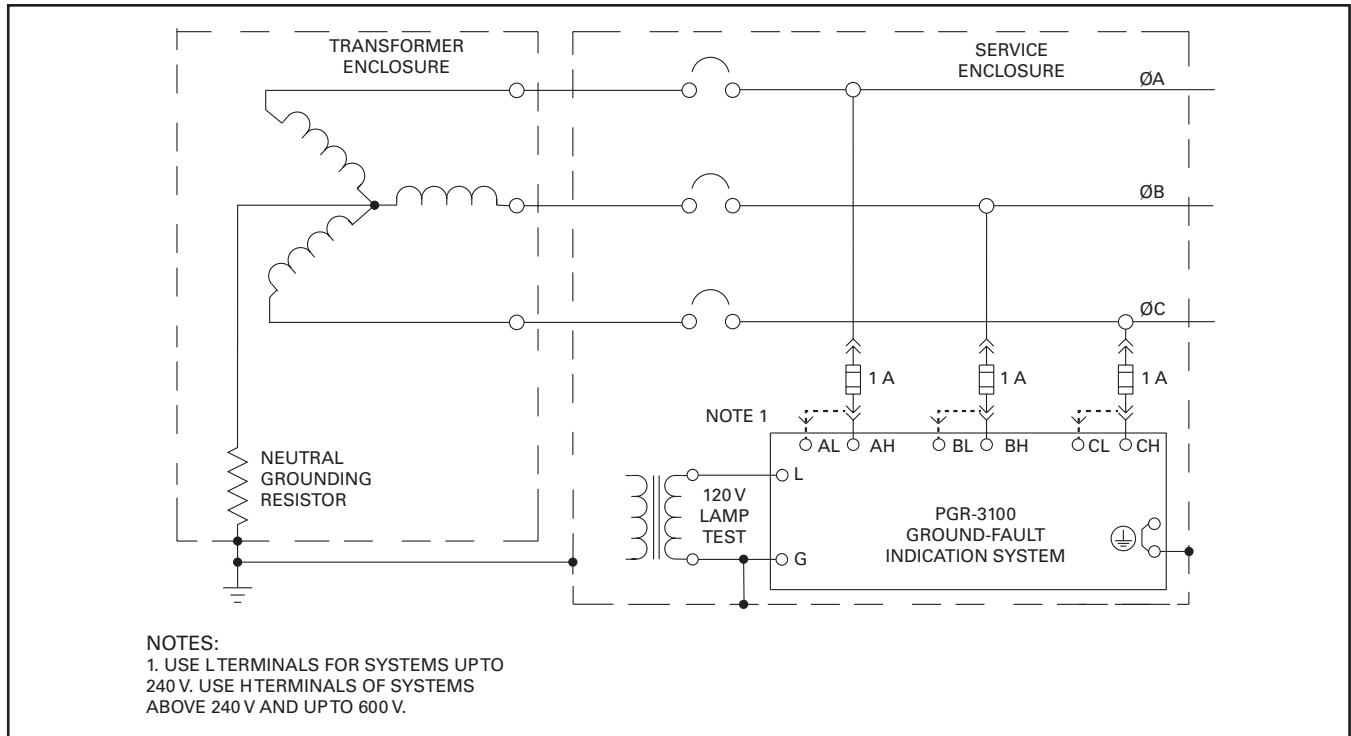 TRANSFORMER
ENCLOSURE
SERVICE
ENCLOSURE
ØA
ØB
ØC
1 A
1 A
1 A
NOTE 1
AL
AH
BL
BH
CL
CH
L
120 V
LAMP
TEST
G
PGR-3100
GROUND-FAULT
INDICATION SYSTEM
NEUTRAL
GROUNDING
RESISTOR
NOTES:
1. USE L TERMINALS FOR SYSTEMS UP TO
240 V. USE H TERMINALS OF SYSTEMS
ABOVE 240 V AND UP TO 600 V.